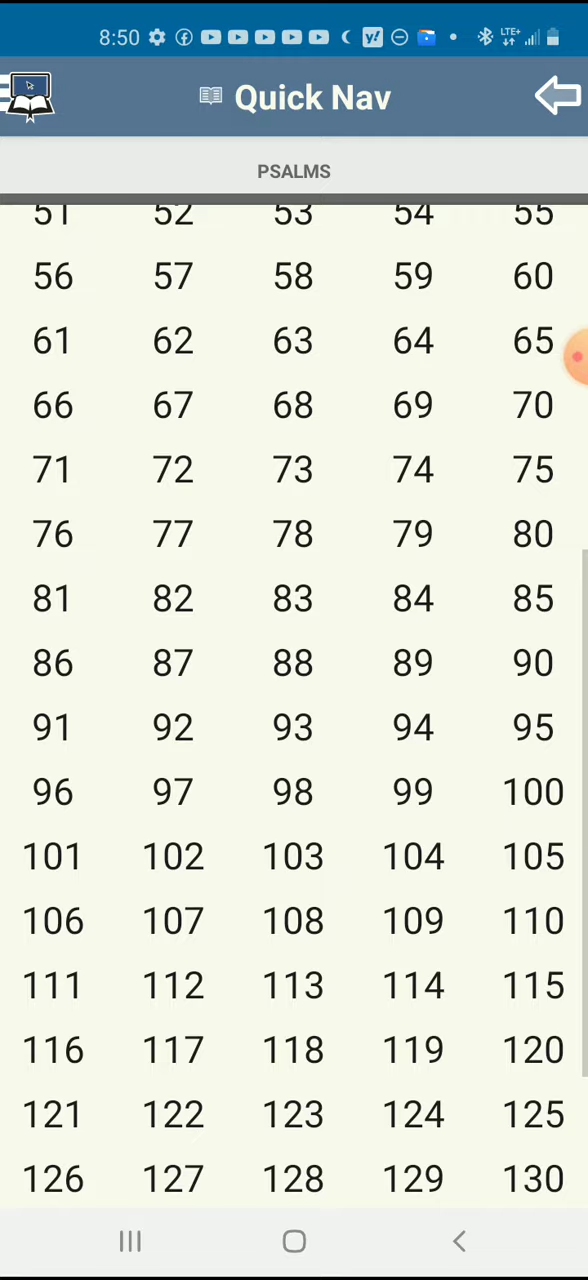 8:50 y! LTE+
Quick Nav
PSALMS
51 52 53 54 55
56 57 58 59 60
61 62 63 64 65
66 67 68 69 70
71 72 73 74 75
76 77 78 79 80
81 82 83 84 85
86 87 88 89 90
91 92 93 94 95
96 97 98 99 100
101 102 103 104 105
106 107 108 109 110
111 112 113 114 115
116 117 118 119 120
121 122 123 124 125
126 127 128 129 130